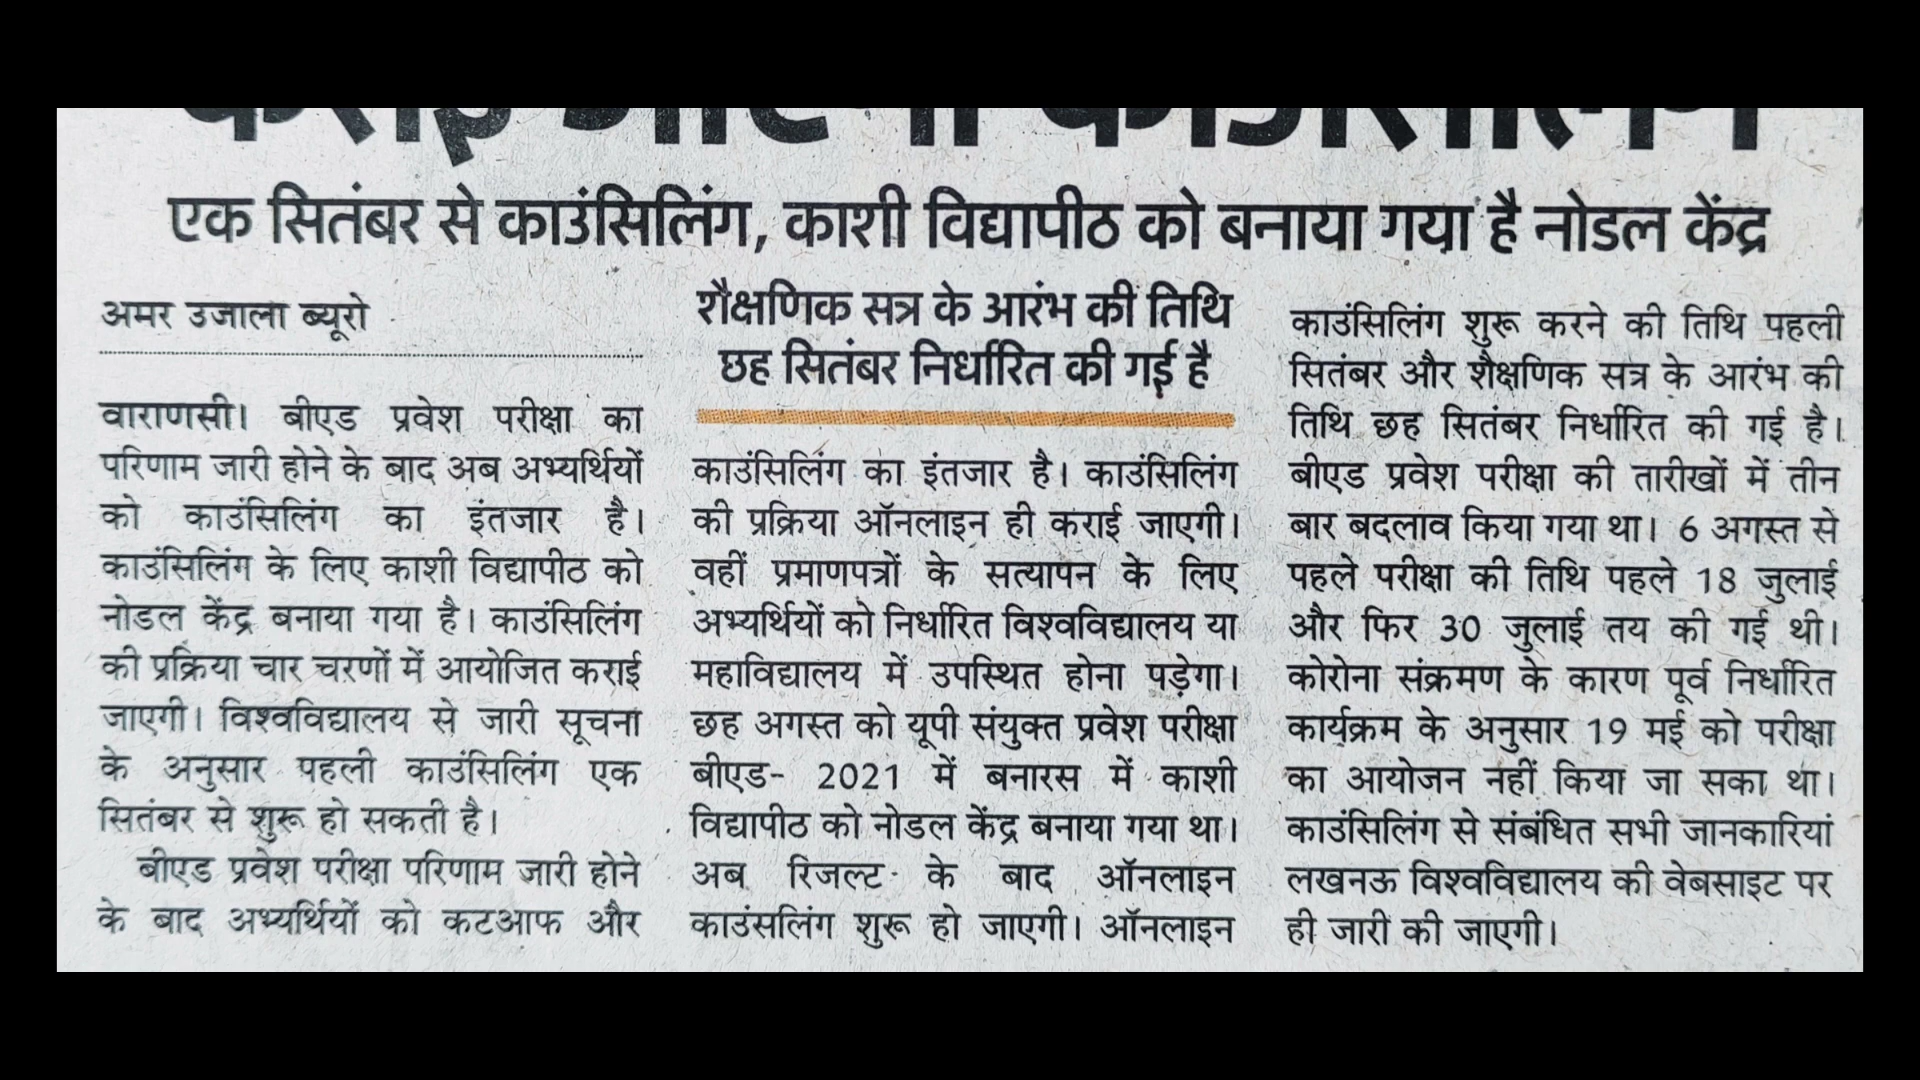 एक सितंबर से काउंसिलिंग, काशी विद्यापीठ को बनाया गया है नोडल केंद्र
अमर उजाला ब्यूरो
वाराणसी। बीएड प्रवेश परीक्षा का
परिणाम जारी होने के बाद अब अभ्यर्थियों
को काउंसिलिंग का इंतजार है।
काउंसिलिंग के लिए काशी विद्यापीठ को
नोडल केंद्र बनाया गया है। काउंसिलिंग
की प्रक्रिया चार चरणों में आयोजित कराई
जाएगी। विश्वविद्यालय से जारी सूचना
के अनुसार पहली काउंसिलिंग एक
सितंबर से शुरू हो सकती है।
बीएड प्रवेश परीक्षा परिणाम जारी होने
के बाद अभ्यर्थियों को कटआफ और
शैक्षणिक सत्र के आरंभ की तिथि
छह सितंबर निर्धारित की गई है
काउंसिलिंग का इंतजार है। काउंसिलिंग
की प्रक्रिया ऑनलाइन ही कराई जाएगी।
वहीं प्रमाणपत्रों के सत्यापन के लिए
अभ्यर्थियों को निर्धारित विश्वविद्यालय या
महाविद्यालय में उपस्थित होना पड़ेगा।
छह अगस्त को यूपी संयुक्त प्रवेश परीक्षा
बीएड- 2021 में बनारस में काशी
विद्यापीठ को नोडल केंद्र बनाया गया था।
अब रिजल्ट के बाद ऑनलाइन
काउंसलिंग शुरू हो जाएगी। ऑनलाइन
काउंसिलिंग शुरू करने की तिथि पहली
सितंबर और शैक्षणिक सत्र के आरंभ की
तिथि छह सितंबर निर्धारित की गई है।
बीएड प्रवेश परीक्षा की तारीखों में तीन
बार बदलाव किया गया था। 6 अगस्त से
पहले परीक्षा की तिथि पहले 18 जुलाई
और फिर 30 जुलाई तय की गई थी।
कोरोना संक्रमण के कारण पूर्व निर्धारित
कार्यक्रम के अनुसार 19 मई को परीक्षा
का आयोजन नहीं किया जा सका था।
काउंसिलिंग से संबंधित सभी जानकारियां
लखनऊ विश्वविद्यालय की वेबसाइट पर
ही जारी की जाएगी।